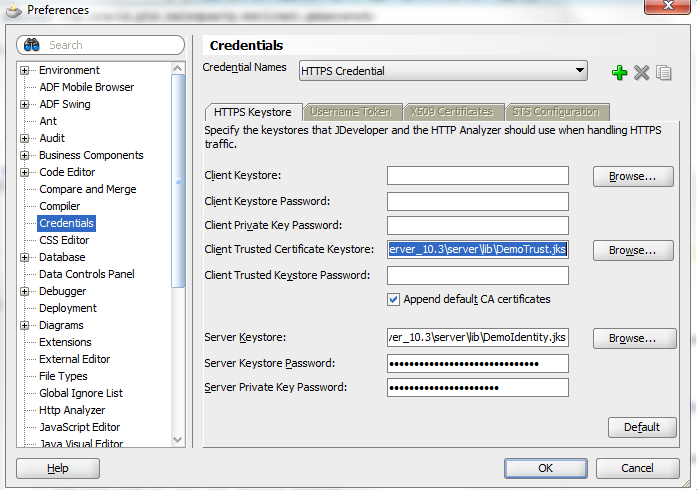 Preferences
Search
Environment
ADF Mobile Browser
ADF Swing
Ant
Audit
Business Components
Code Editor
Compare and Merge
Compiler
Credentials
CSS Editor
Database
Data Controls Panel
Debugger
Deployment
Diagrams
Extensions
External Editor
File Types
Global Ignore List
Http Analyzer
JavaScript Editor
Java Visual Editor
Credentials
Credential Names HTTPS Credential
HTTPS Keystore Username Token X509 Certificates STS Configuration
Specify the keystores that JDeveloper and the HTTP Analyzer should use when handling HTTPS
traffic.
Client Keystore: Browse...
Client Keystore Password:
Client Private Key Password:
Client Trusted Certificate Keystore: erver_10.3\server\lib\DemoTrust.jks Browse...
Client Trusted Keystore Password:
Append default CA certificates
Server Keystore: ver_10.3\server\lib\DemoIdentity.jks Browse...
Server Keystore Password:
Server Private Key Password:
Default
Help OK Cancel